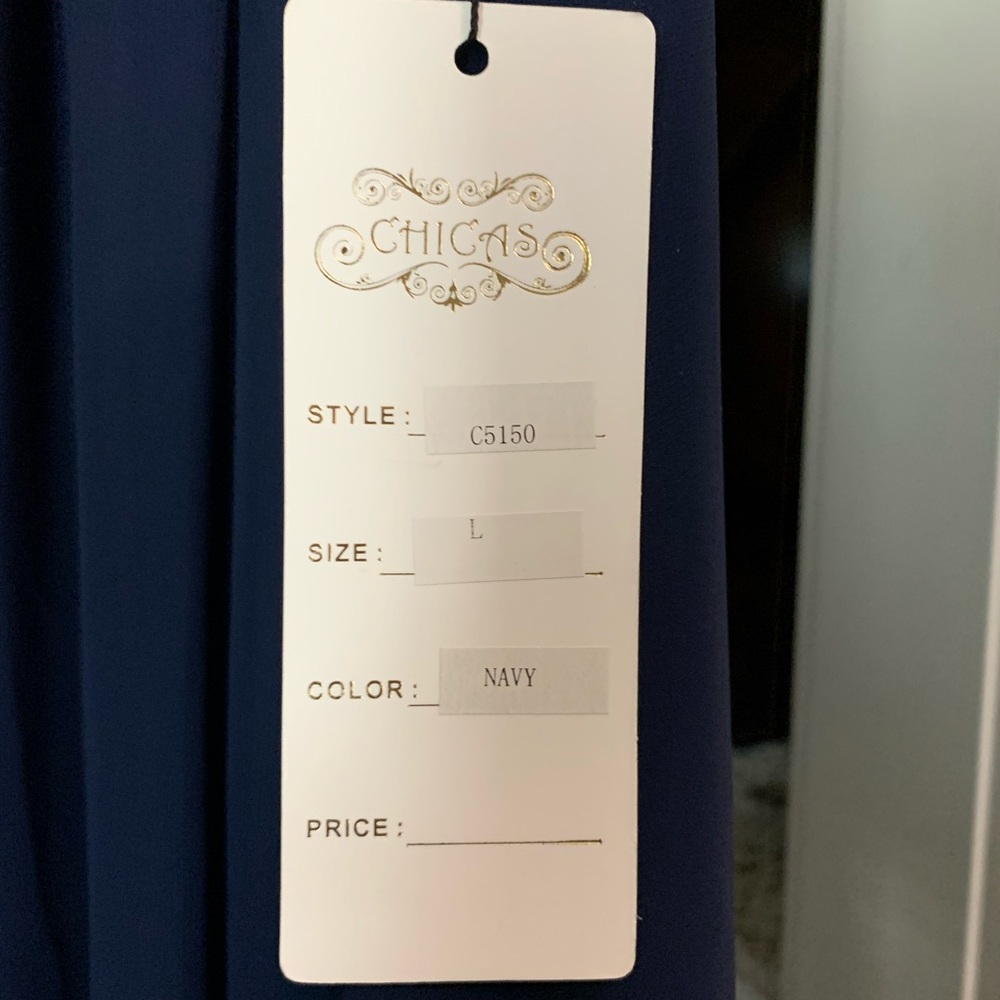 CHICAS
STYLE: C5150
SIZE: L
COLOR: NAVY
PRICE: